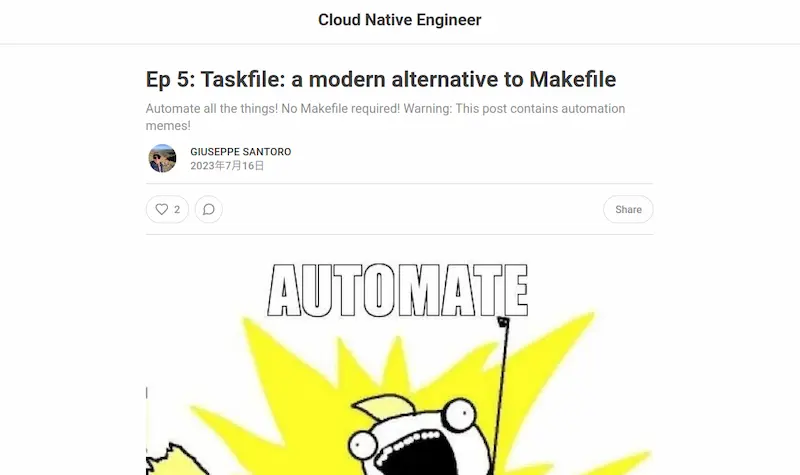 Cloud Native Engineer
Ep 5: Taskfile: a modern alternative to Makefile
Automate all the things! No Makefile required! Warning: This post contains automation
memes!
GIUSEPPE SANTORO
2023年7月16日
2
Share
AUTOMATE